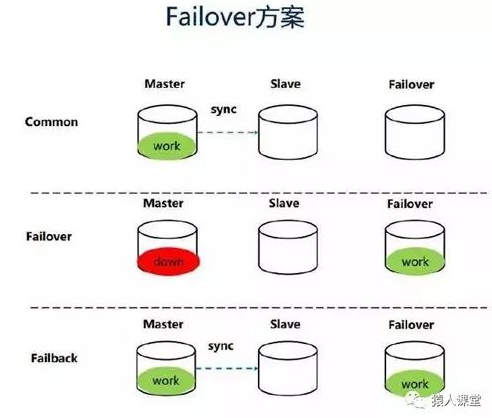 Failover方案
Master Slave Failover
sync
Common
work
Master Slave Failover
Failover
down work
Master Slave Failover
sync
Failback
work work
猿人课堂